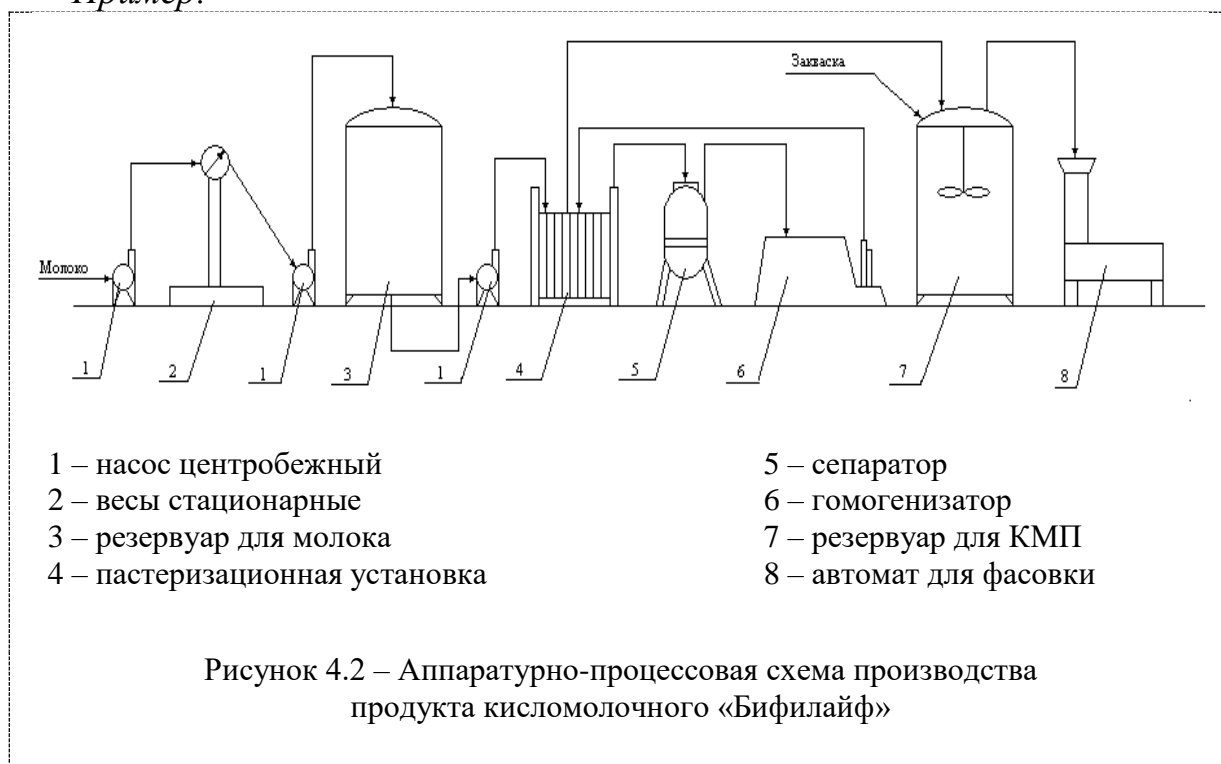 Пример:
Закваска
Молоко
1 2 1 3 1 4 5 6 7 8
1 – насос центробежный
2 – весы стационарные
3 – резервуар для молока
4 – пастеризационная установка
5 – сепаратор
6 – гомогенизатор
7 – резервуар для КМП
8 – автомат для фасовки
Рисунок 4.2 – Аппаратурно-процессовая схема производства
продукта кисломолочного «Бифилайф»